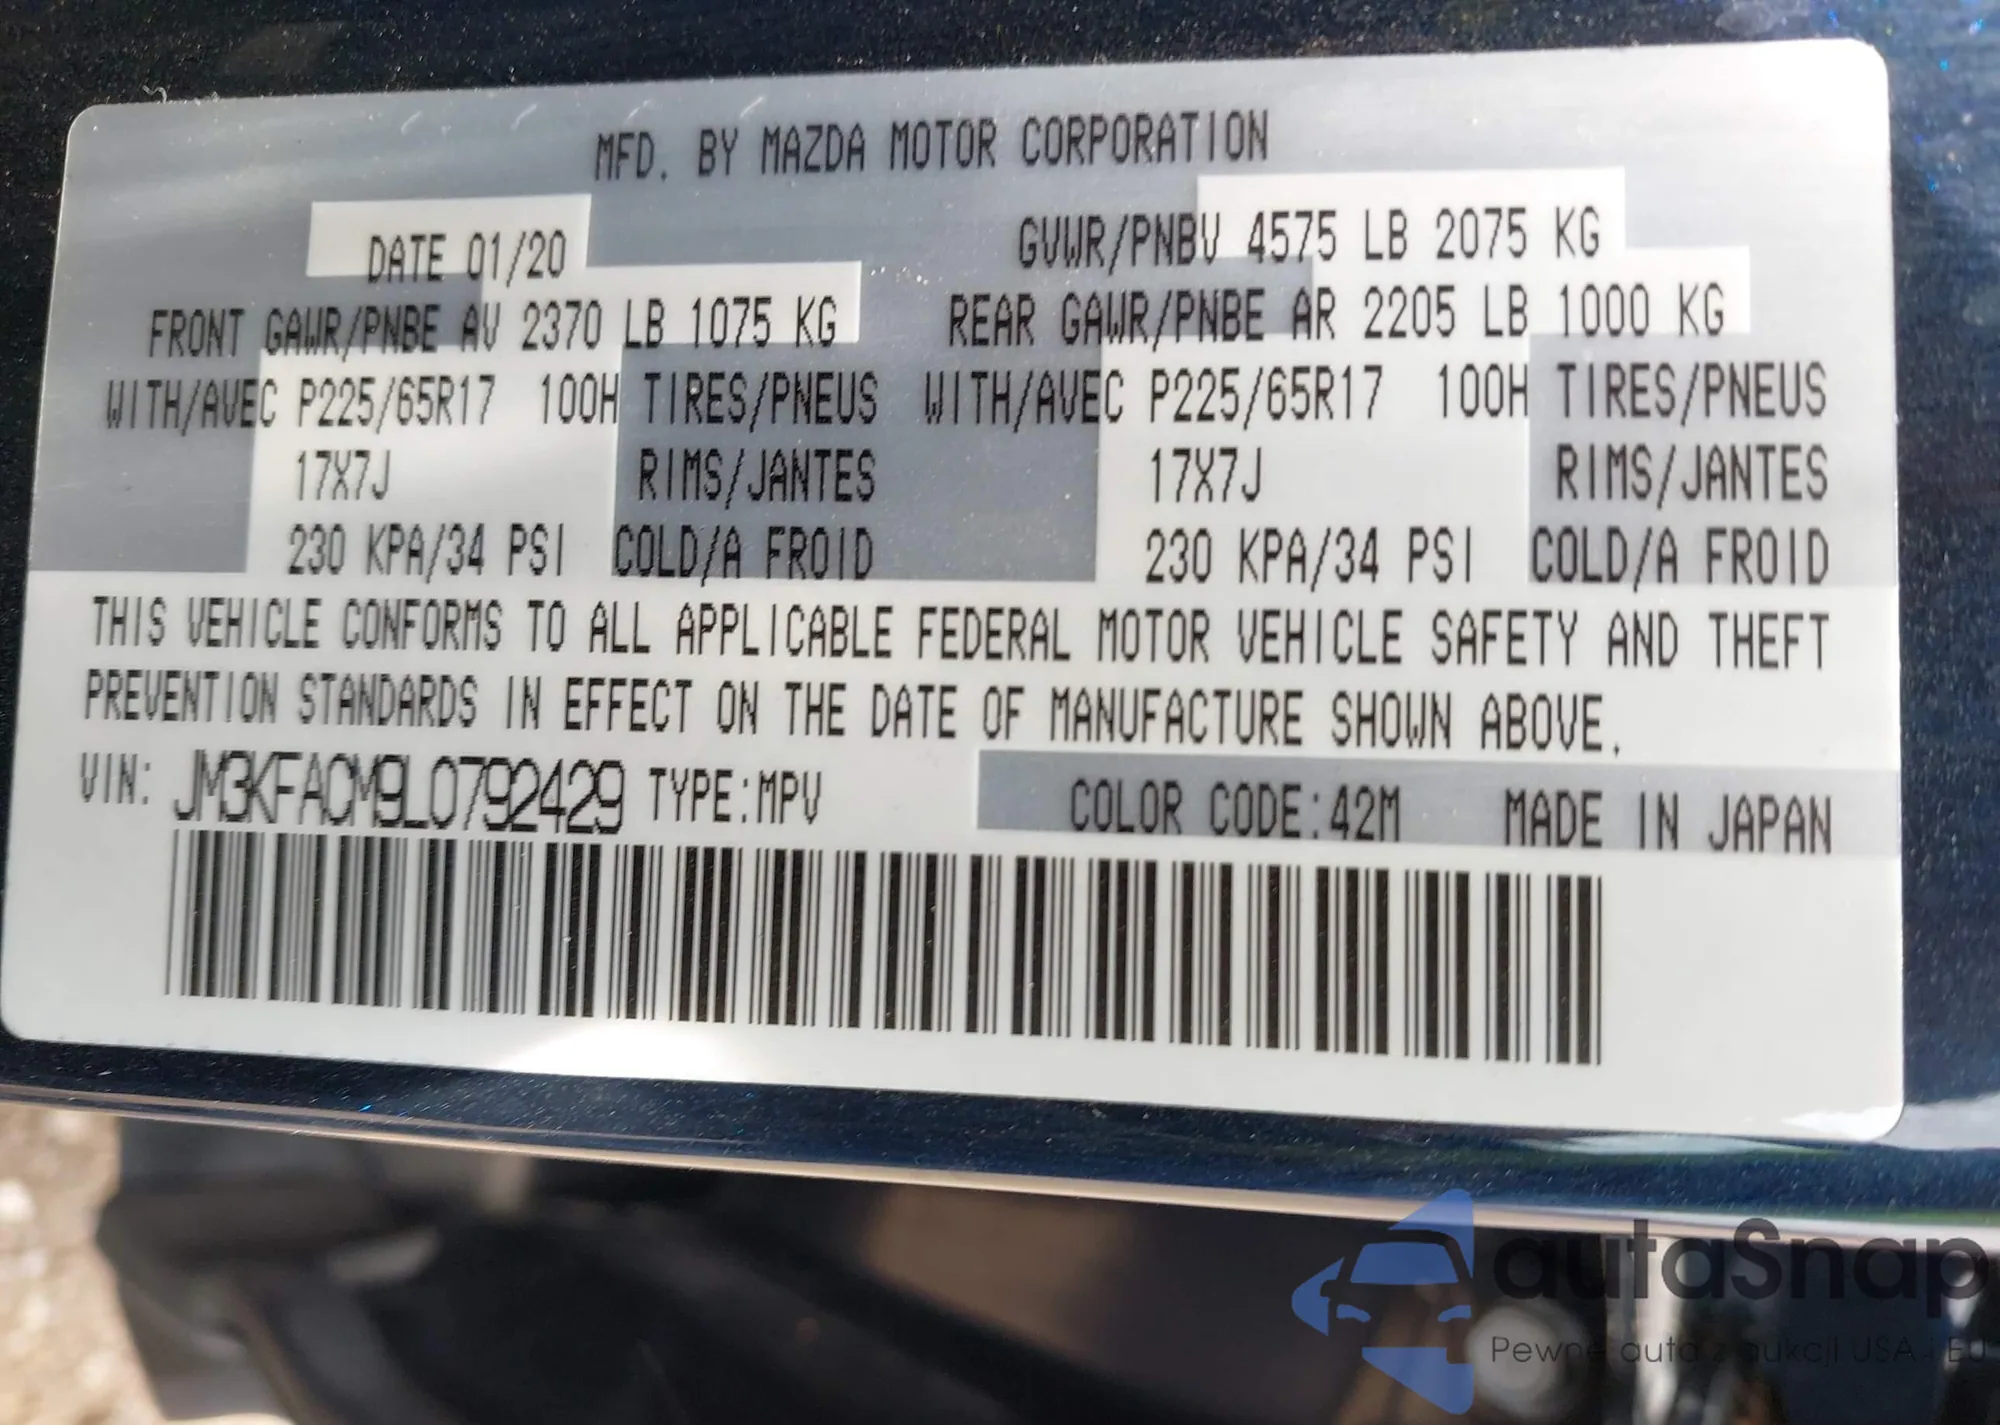 MFD. BY MAZDA MOTOR CORPORATION
DATE 01/20 GVWR/PNBV 4575 LB 2075 KG
FRONT GAWR/PNBE AV 2370 LB 1075 KG REAR GAWR/PNBE AR 2205 LB 1000 KG
WITH/AVEC P225/65R17 100H TIRES/PNEUS WITH/AVEC P225/65R17 100H TIRES/PNEUS
17X7J RIMS/JANTES 17X7J RIMS/JANTES
230 KPA/34 PSI COLD/A FROID 230 KPA/34 PSI COLD/A FROID
THIS VEHICLE CONFORMS TO ALL APPLICABLE FEDERAL MOTOR VEHICLE SAFETY AND THEFT
PREVENTION STANDARDS IN EFFECT ON THE DATE OF MANUFACTURE SHOWN ABOVE.
VIN: JM3KFACM9L0792429 TYPE:MPV COLOR CODE:42M MADE IN JAPAN
autaSnap
Pewne auta z aukcji USA i EU